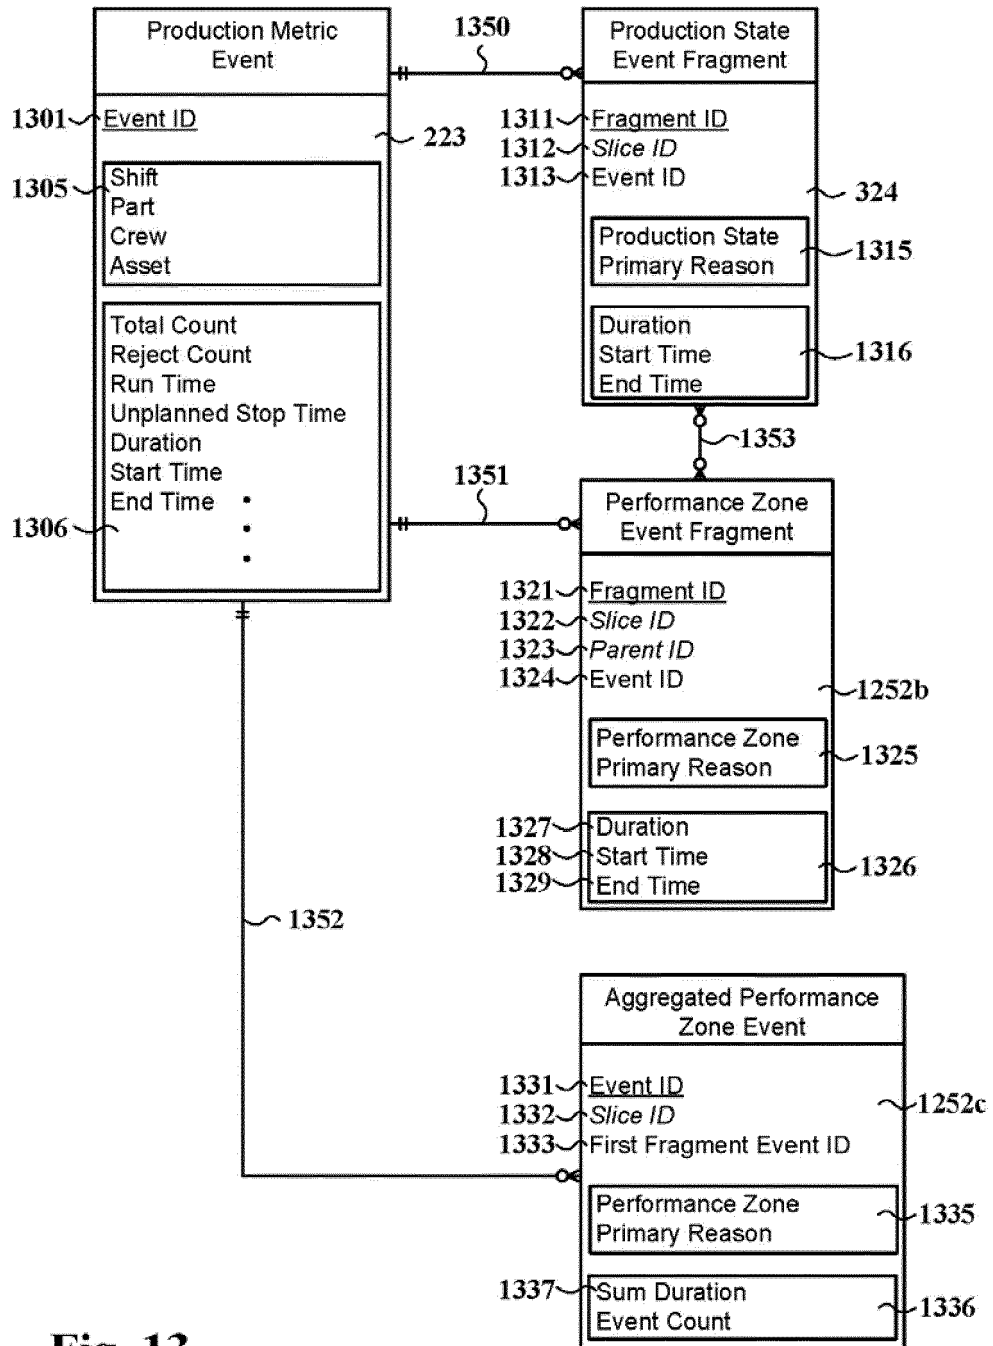 Production Metric
Event
1301
Event ID
223
1305
Shift
Part
Crew
Asset
Total Count
Reject Count
Run Time
Unplanned Stop Time
Duration
Start Time
End Time
1306
1350
Production State
Event Fragment
1311
Fragment ID
1312
Slice ID
1313
Event ID
324
Production State
Primary Reason
1315
Duration
Start Time
End Time
1316
1353
1351
Performance Zone
Event Fragment
1321
Fragment ID
1322
Slice ID
1323
Parent ID
1324
Event ID
1252b
Performance Zone
Primary Reason
1325
1327
Duration
1328
Start Time
1329
End Time
1326
1352
Aggregated Performance
Zone Event
1331
Event ID
1332
Slice ID
1333
First Fragment Event ID
1252c
Performance Zone
Primary Reason
1335
1337
Sum Duration
Event Count
1336
Fig. 13